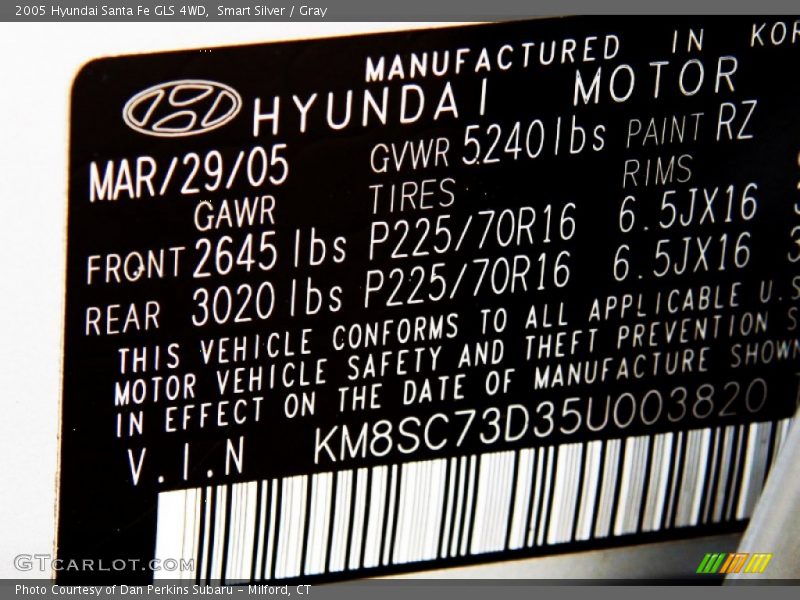 2005 Hyundai Santa Fe GLS 4WD, Smart Silver / Gray
MANUFACTURED IN KOR
HYUNDAI MOTOR
MAR/29/05 GVWR 5240lbs PAINT RZ
GAWR TIRES RIMS
FRONT 2645 lbs P225/70R16 6.5JX16
REAR 3020 lbs P225/70R16 6.5JX16
THIS VEHICLE CONFORMS TO ALL APPLICABLE U.S
MOTOR VEHICLE SAFETY AND THEFT PREVENTION S
IN EFFECT ON THE DATE OF MANUFACTURE SHOWN
V.I.N KM8SC73D35U003820
GTCARLOT.COM
Photo Courtesy of Dan Perkins Subaru - Milford, CT